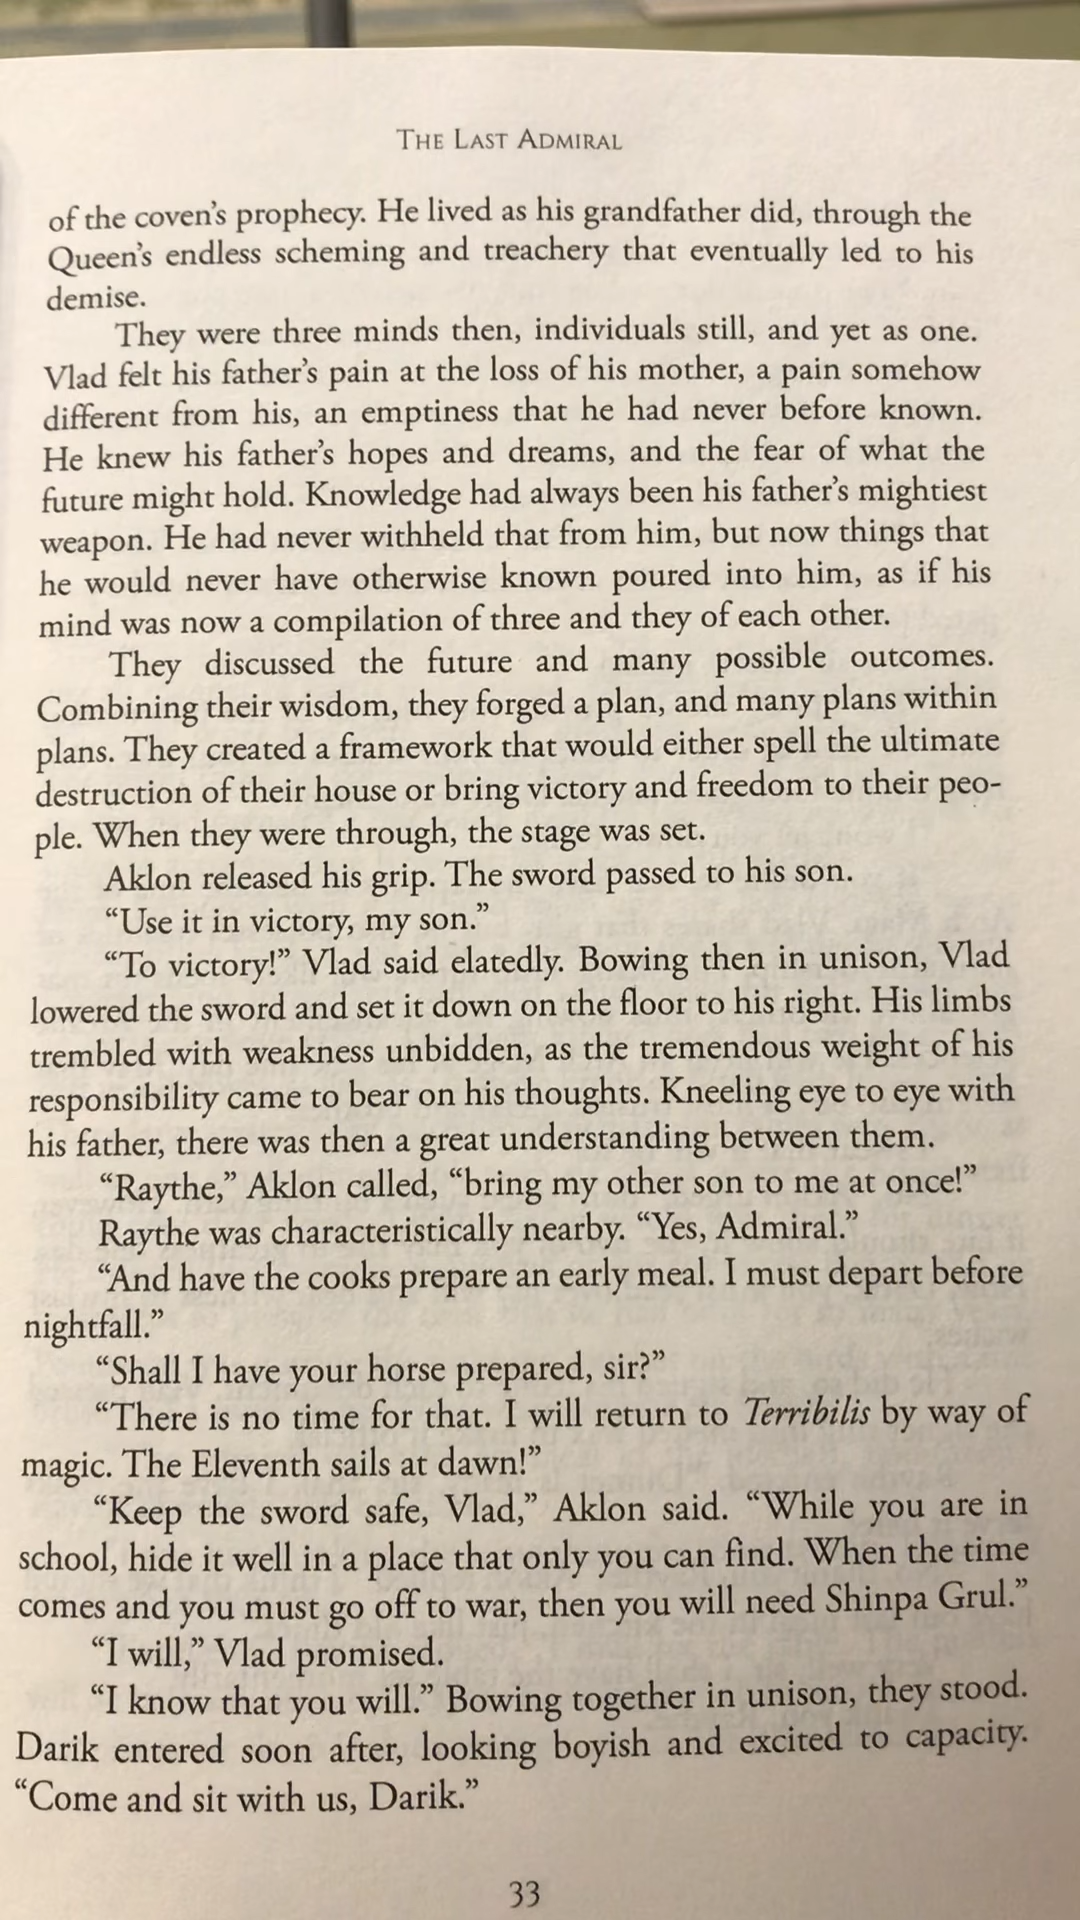 THE LAST ADMIRAL
of the coven's prophecy. He lived as his grandfather did, through the
Queen's endless scheming and treachery that eventually led to his
demise.
They were three minds then, individuals still, and yet as one.
Vlad felt his father's pain at the loss of his mother, a pain somehow
different from his, an emptiness that he had never before known.
He knew his father's hopes and dreams, and the fear of what the
future might hold. Knowledge had always been his father's mightiest
weapon. He had never withheld that from him, but now things that
he would never have otherwise known poured into him, as if his
mind was now a compilation of three and they of each other.
They discussed the future and many possible outcomes.
Combining their wisdom, they forged a plan, and many plans within
plans. They created a framework that would either spell the ultimate
destruction of their house or bring victory and freedom to their peo-
ple. When they were through, the stage was set.
Aklon released his grip. The sword passed to his son.
“Use it in victory, my son.”
“To victory!” Vlad said elatedly. Bowing then in unison, Vlad
lowered the sword and set it down on the floor to his right. His limbs
trembled with weakness unbidden, as the tremendous weight of his
responsibility came to bear on his thoughts. Kneeling eye to eye with
his father, there was then a great understanding between them.
“Raythe,” Aklon called, “bring my other son to me at once!”
Raythe was characteristically nearby. “Yes, Admiral.”
“And have the cooks prepare an early meal. I must depart before
nightfall.”
“Shall I have your horse prepared, sir?”
“There is no time for that. I will return to Terribilis by way of
magic. The Eleventh sails at dawn!”
“Keep the sword safe, Vlad,” Aklon said. “While you are in
school, hide it well in a place that only you can find. When the time
comes and you must go off to war, then you will need Shinpa Grul.”
“I will,” Vlad promised.
“I know that you will.” Bowing together in unison, they stood.
Darik entered soon after, looking boyish and excited to capacity.
“Come and sit with us, Darik.”
33